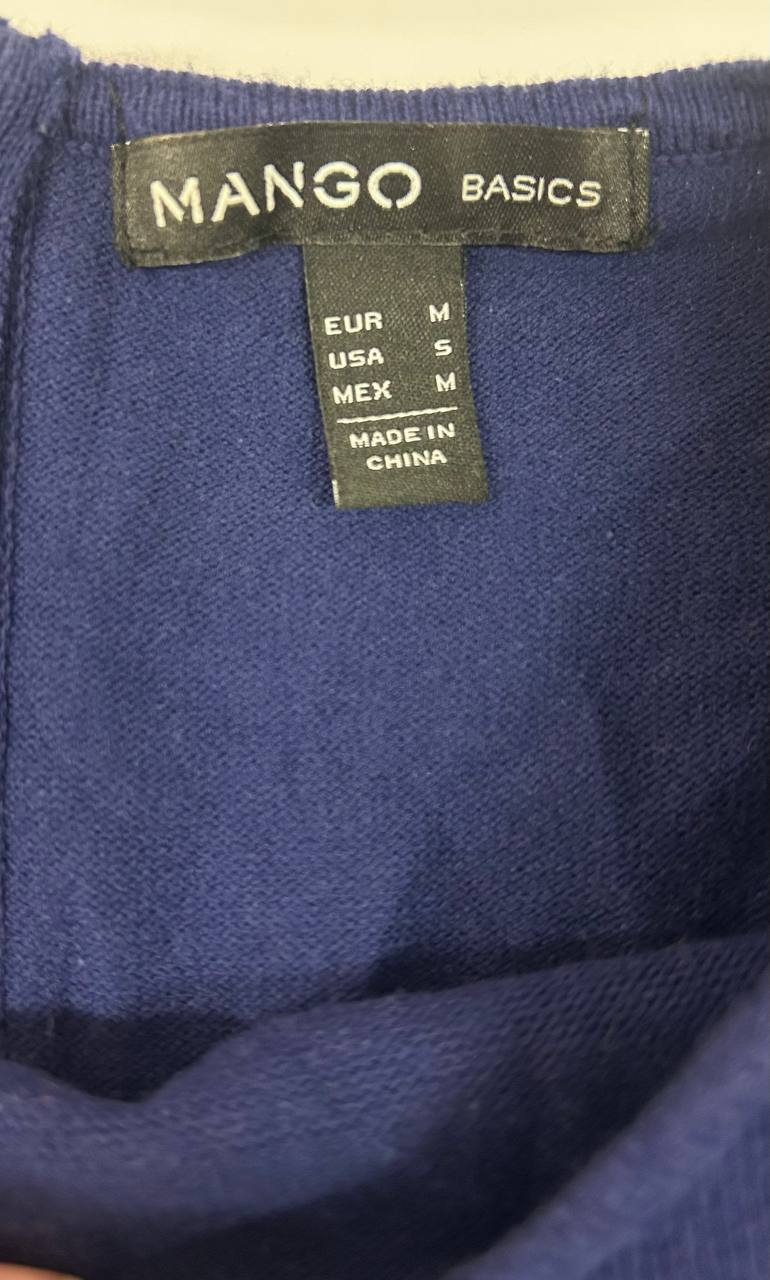 MANGO BASICS
EUR M
USA S
MEX M
MADE IN
CHINA